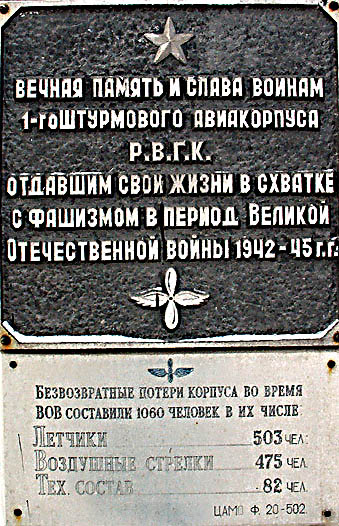 ВЕЧНАЯ ПАМЯТЬ И СЛАВА ВОИНАМ
1-го ШТУРМОВОГО АВИАКОРПУСА
Р.В.Г.К.
ОТДАВШИМ СВОИ ЖИЗНИ В СХВАТКЕ
С ФАШИЗМОМ В ПЕРИОД ВЕЛИКОЙ
ОТЕЧЕСТВЕННОЙ ВОЙНЫ 1942-45 г.г.
БЕЗВОЗВРАТНЫЕ ПОТЕРИ КОРПУСА ВО ВРЕМЯ
ВОВ СОСТАВИЛИ 1060 ЧЕЛОВЕК В ИХ ЧИСЛЕ:
ЛЕТЧИКИ 503 ЧЕЛ.
ВОЗДУШНЫЕ СТРЕЛКИ 475 ЧЕЛ.
ТЕХ. СОСТАВ 82 ЧЕЛ.
ЦАМО Ф. 20-502